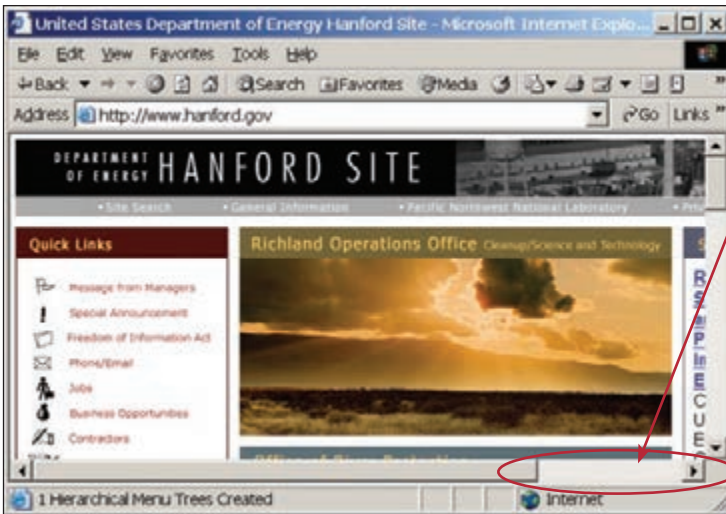 United States Department of Energy Hanford Site - Microsoft Internet Explo...
File Edit View Favorites Tools Help
Back Search Favorites Media
Address http://www.hanford.gov Go Links »
DEPARTMENT OF ENERGY HANFORD SITE
• Site Search • General Information • Pacific Northwest National Laboratory
Quick Links
Message from Managers
Special Announcement
Freedom of Information Act
Phone/Email
Jobs
Business Opportunities
Contractors
Richland Operations Office Cleanup/Science and Technology
1 Hierarchical Menu Trees Created Internet